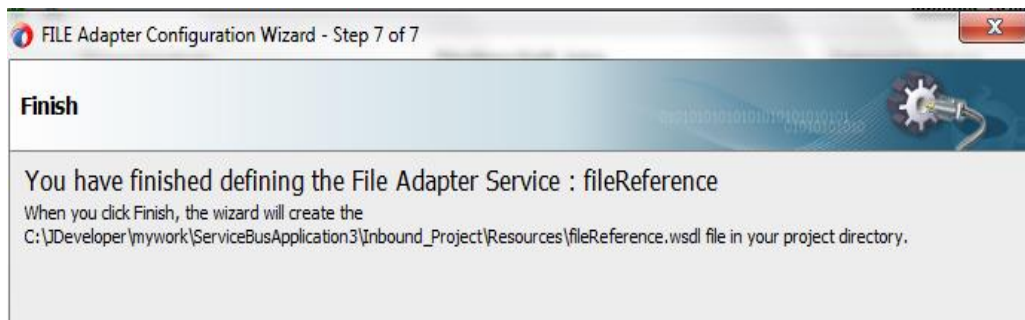 FILE Adapter Configuration Wizard - Step 7 of 7
Finish
You have finished defining the File Adapter Service : fileReference
When you click Finish, the wizard will create the
C:\JDeveloper\mywork\ServiceBusApplication3\Inbound_Project\Resources\fileReference.wsdl file in your project directory.